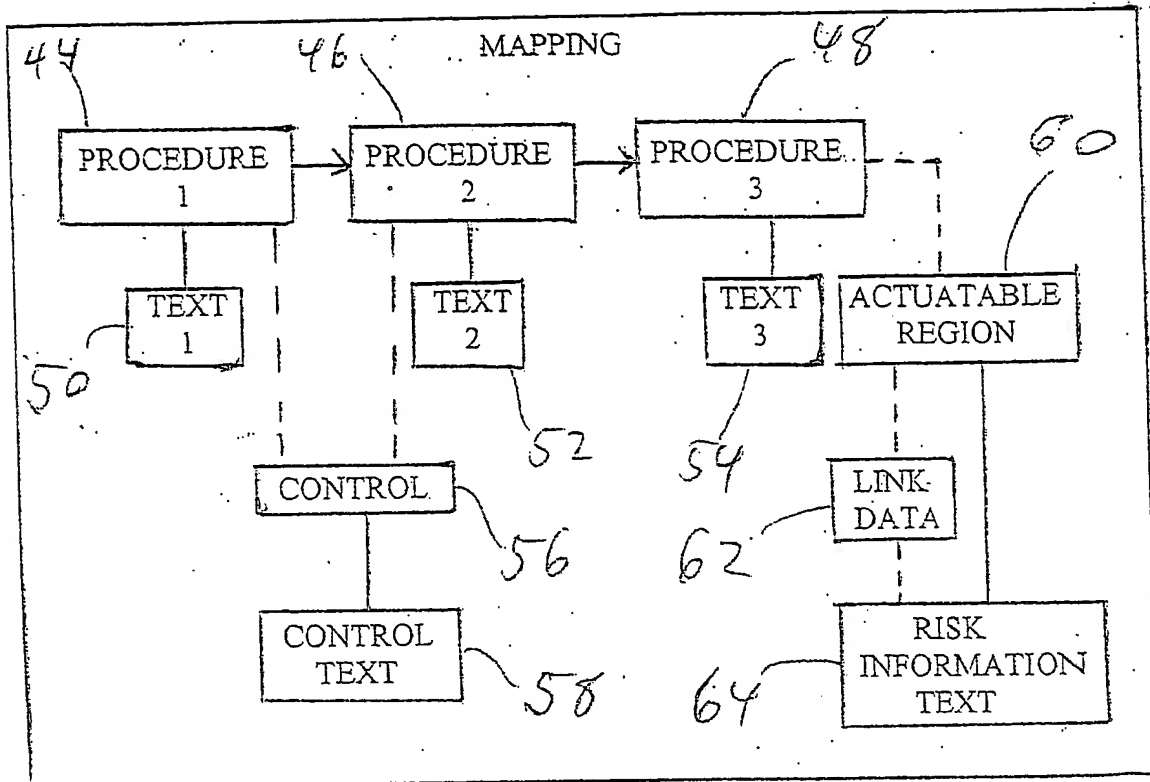 MAPPING
44
46
48
PROCEDURE
1
PROCEDURE
2
PROCEDURE
3
60
TEXT
1
TEXT
2
TEXT
3
ACTUATABLE
REGION
50
52
54
CONTROL
LINK
DATA
56
62
CONTROL
TEXT
RISK
INFORMATION
TEXT
58
64